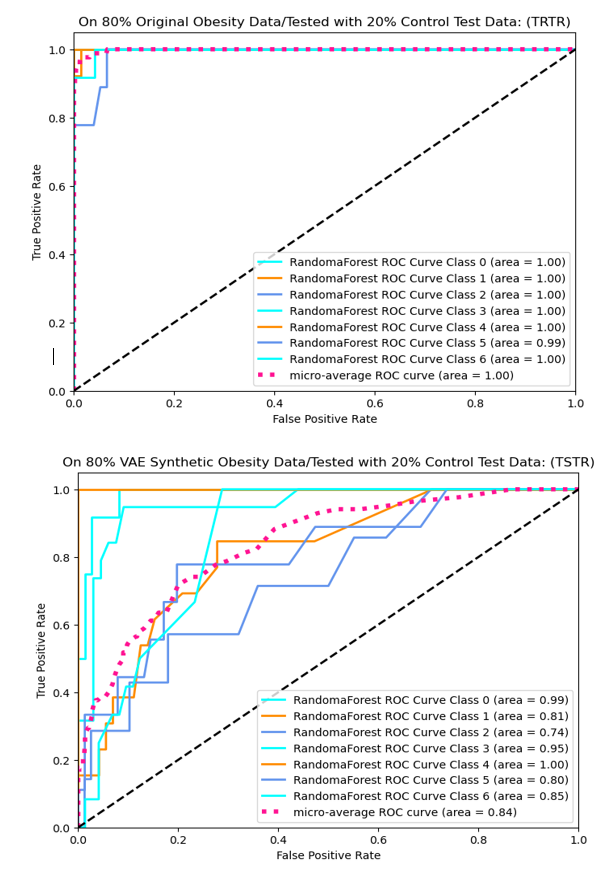 On 80% Original Obesity Data/Tested with 20% Control Test Data: (TRTR)
1.0
0.8
0.6
0.4
0.2
0.0
True Positive Rate
RandomaForest ROC Curve Class 0 (area = 1.00)
RandomaForest ROC Curve Class 1 (area = 1.00)
RandomaForest ROC Curve Class 2 (area = 1.00)
RandomaForest ROC Curve Class 3 (area = 1.00)
RandomaForest ROC Curve Class 4 (area = 1.00)
RandomaForest ROC Curve Class 5 (area = 0.99)
RandomaForest ROC Curve Class 6 (area = 1.00)
micro-average ROC curve (area = 1.00)
0.0 0.2 0.4 0.6 0.8 1.0
False Positive Rate
On 80% VAE Synthetic Obesity Data/Tested with 20% Control Test Data: (TSTR)
1.0
0.8
0.6
0.4
0.2
0.0
True Positive Rate
RandomaForest ROC Curve Class 0 (area = 0.99)
RandomaForest ROC Curve Class 1 (area = 0.81)
RandomaForest ROC Curve Class 2 (area = 0.74)
RandomaForest ROC Curve Class 3 (area = 0.95)
RandomaForest ROC Curve Class 4 (area = 1.00)
RandomaForest ROC Curve Class 5 (area = 0.80)
RandomaForest ROC Curve Class 6 (area = 0.85)
micro-average ROC curve (area = 0.84)
0.0 0.2 0.4 0.6 0.8 1.0
False Positive Rate